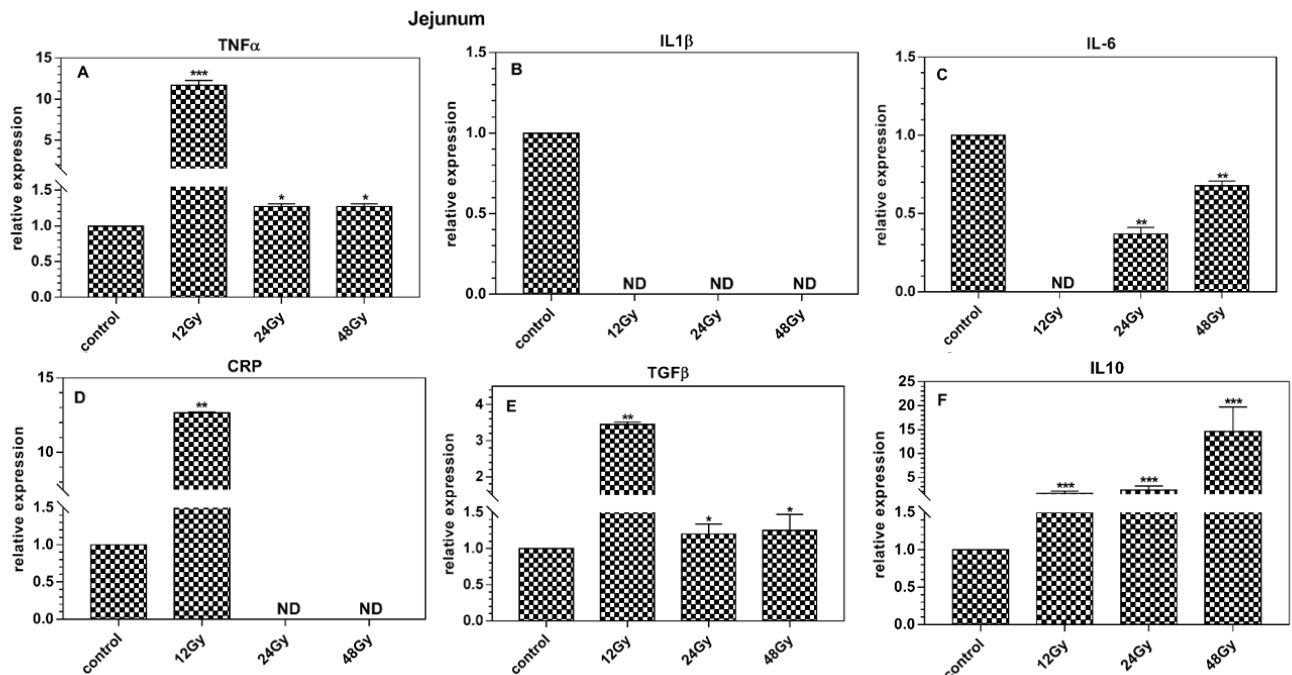 Jejunum
TNFα
A
relative expression
15
10
5
1.5
1.0
0.5
0.0
***
*
*
control
12Gy
24Gy
48Gy
IL1β
B
relative expression
1.5
1.0
0.5
0.0
ND
ND
ND
control
12Gy
24Gy
48Gy
IL-6
C
relative expression
1.5
1.0
0.5
0.0
ND
**
**
control
12Gy
24Gy
48Gy
CRP
D
relative expression
15
10
1.5
1.0
0.5
0.0
**
ND
ND
control
12Gy
24Gy
48Gy
TGFβ
E
relative expression
4
3
2
1.5
1.0
0.5
0.0
**
*
*
control
12Gy
24Gy
48Gy
IL10
F
relative expression
25
20
15
10
5
1.5
1.0
0.5
0.0
***
***
***
control
12Gy
24Gy
48Gy